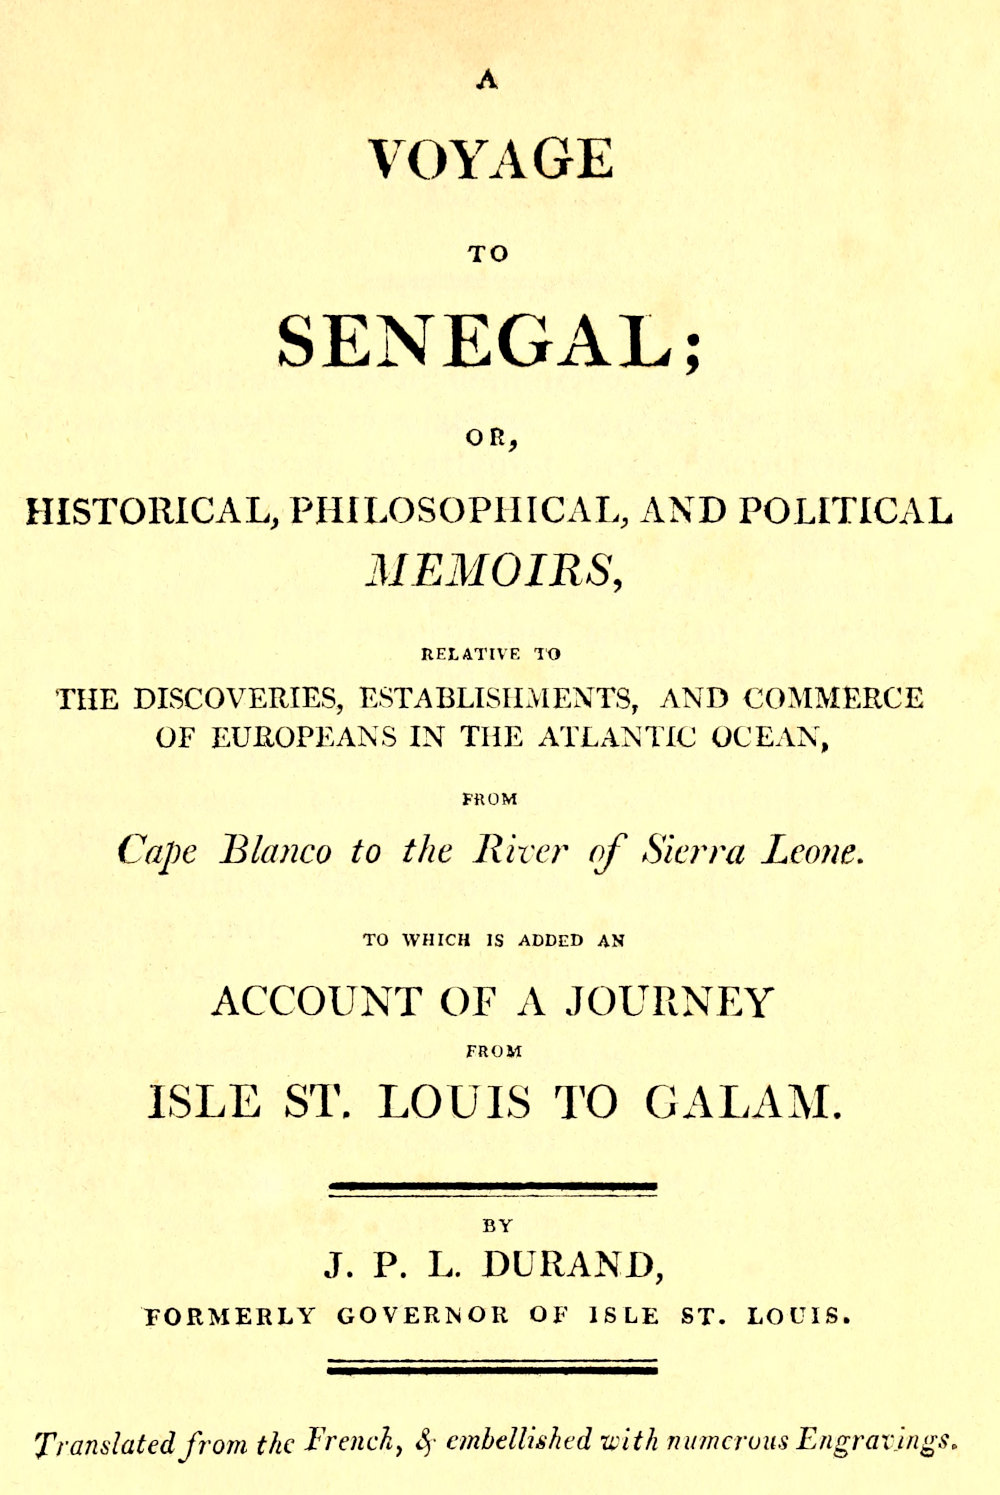 A
VOYAGE
TO
SENEGAL;
OR,
HISTORICAL, PHILOSOPHICAL, AND POLITICAL
MEMOIRS,
RELATIVE TO
THE DISCOVERIES, ESTABLISHMENTS, AND COMMERCE
OF EUROPEANS IN THE ATLANTIC OCEAN,
FROM
Cape Blanco to the River of Sierra Leone.
TO WHICH IS ADDED AN
ACCOUNT OF A JOURNEY
FROM
ISLE ST. LOUIS TO GALAM.
BY
J. P. L. DURAND,
FORMERLY GOVERNOR OF ISLE ST. LOUIS.
Translated from the French, & embellished with numerous Engravings.